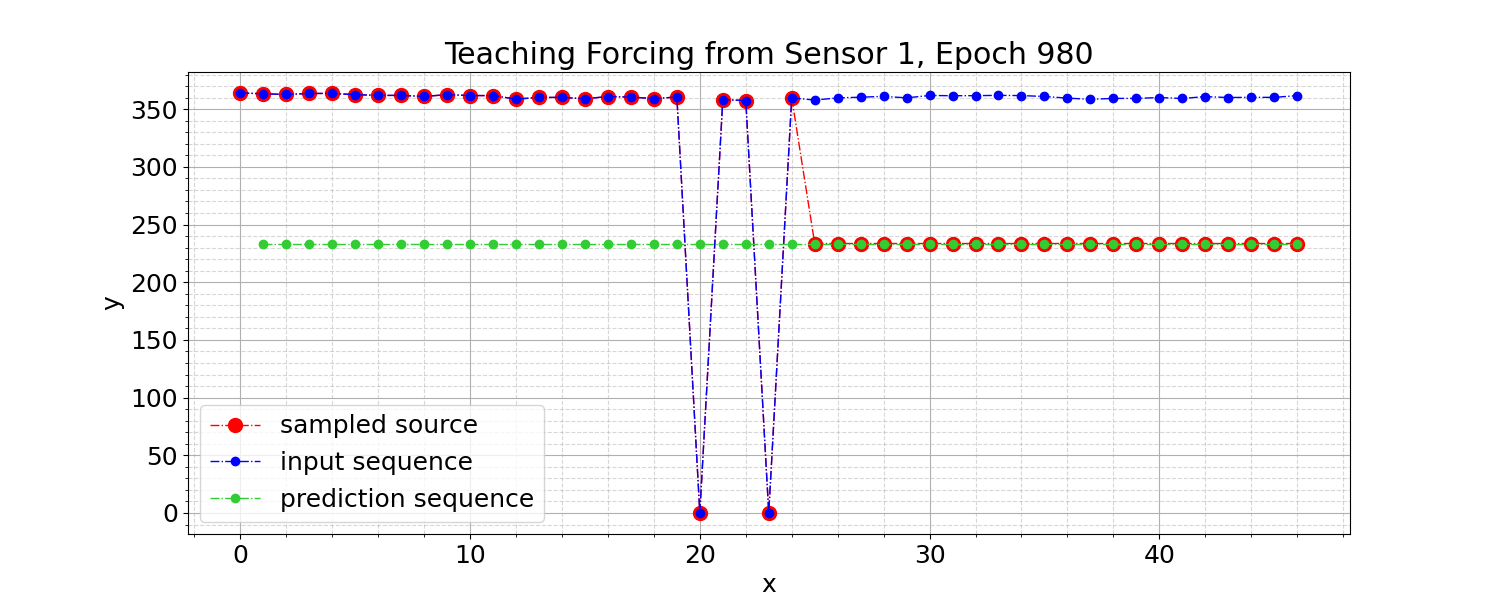 Teaching Forcing from Sensor 1, Epoch 980
350
300
250
200
150
100
50
0
y
sampled source
input sequence
prediction sequence
0 10 20 30 40
x